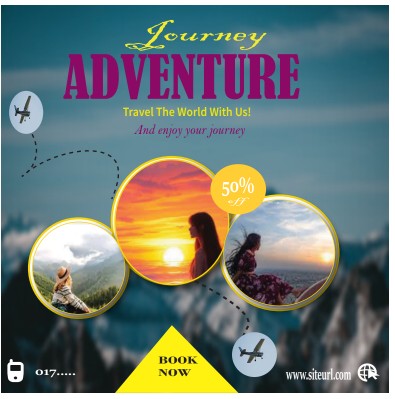 Journey
ADVENTURE
Travel The World With Us!
And enjoy your journey
50%
off
BOOK
NOW
017.....
www.siteurl.com